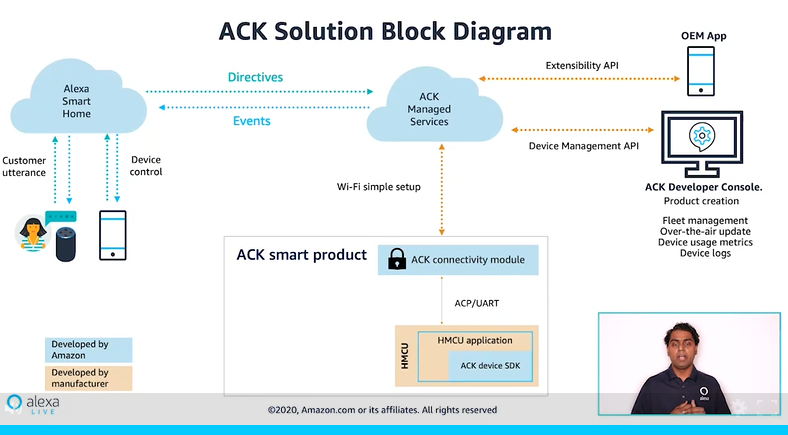 ACK Solution Block Diagram
OEM App
Alexa
Smart
Home
Directives
Events
ACK
Managed
Services
Extensibility API
Device Management API
Customer
utterance
Device
control
Wi-Fi simple setup
ACK Developer Console.
Product creation
Fleet management
Over-the-air update
Device usage metrics
Device logs
ACK smart product
ACK connectivity module
ACP/UART
HMCU
HMCU application
ACK device SDK
Developed by
Amazon
Developed by
manufacturer
alexa
LIVE
©2020, Amazon.com or its affiliates. All rights reserved
alexa